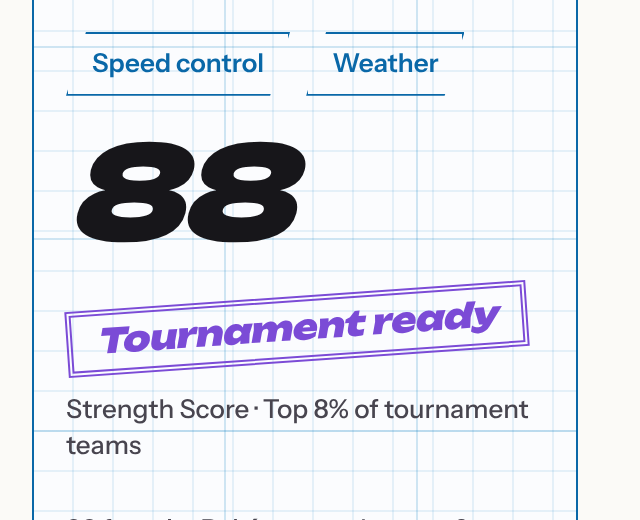 Speed control Weather
88
Tournament ready
Strength Score · Top 8% of tournament
teams